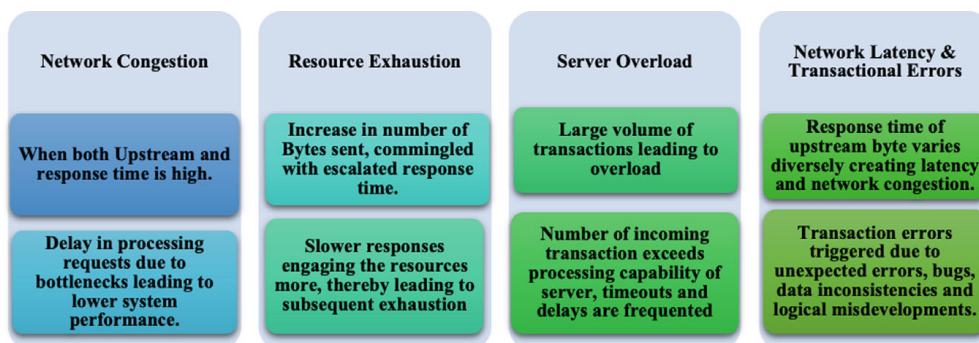 Network Congestion
When both Upstream and
response time is high.
Delay in processing
requests due to
bottlenecks leading to
lower system
performance.
Resource Exhaustion
Increase in number of
Bytes sent, commingled
with escalated response
time.
Slower responses
engaging the resources
more, thereby leading to
subsequent exhaustion
Server Overload
Large volume of
transactions leading to
overload
Number of incoming
transaction exceeds
processing capability of
server, timeouts and
delays are frequented
Network Latency &
Transactional Errors
Response time of
upstream byte varies
diversely creating latency
and network congestion.
Transaction errors
triggered due to
unexpected errors, bugs,
data inconsistencies and
logical misdevelopments.